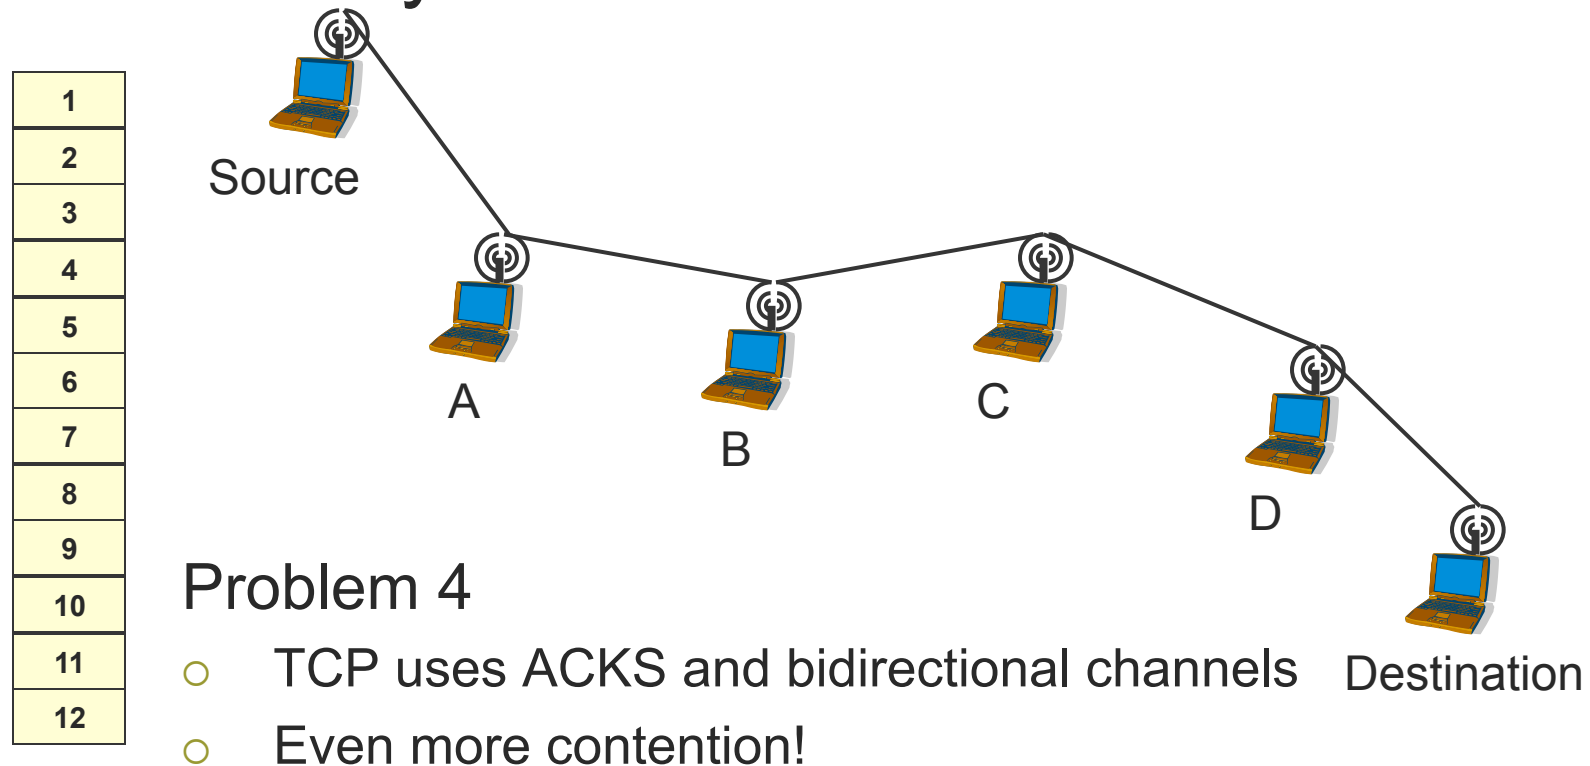 1
2
3
4
5
6
7
8
9
10
11
12
Source
A
B
C
D
Destination
Problem 4
TCP uses ACKS and bidirectional channels
Even more contention!